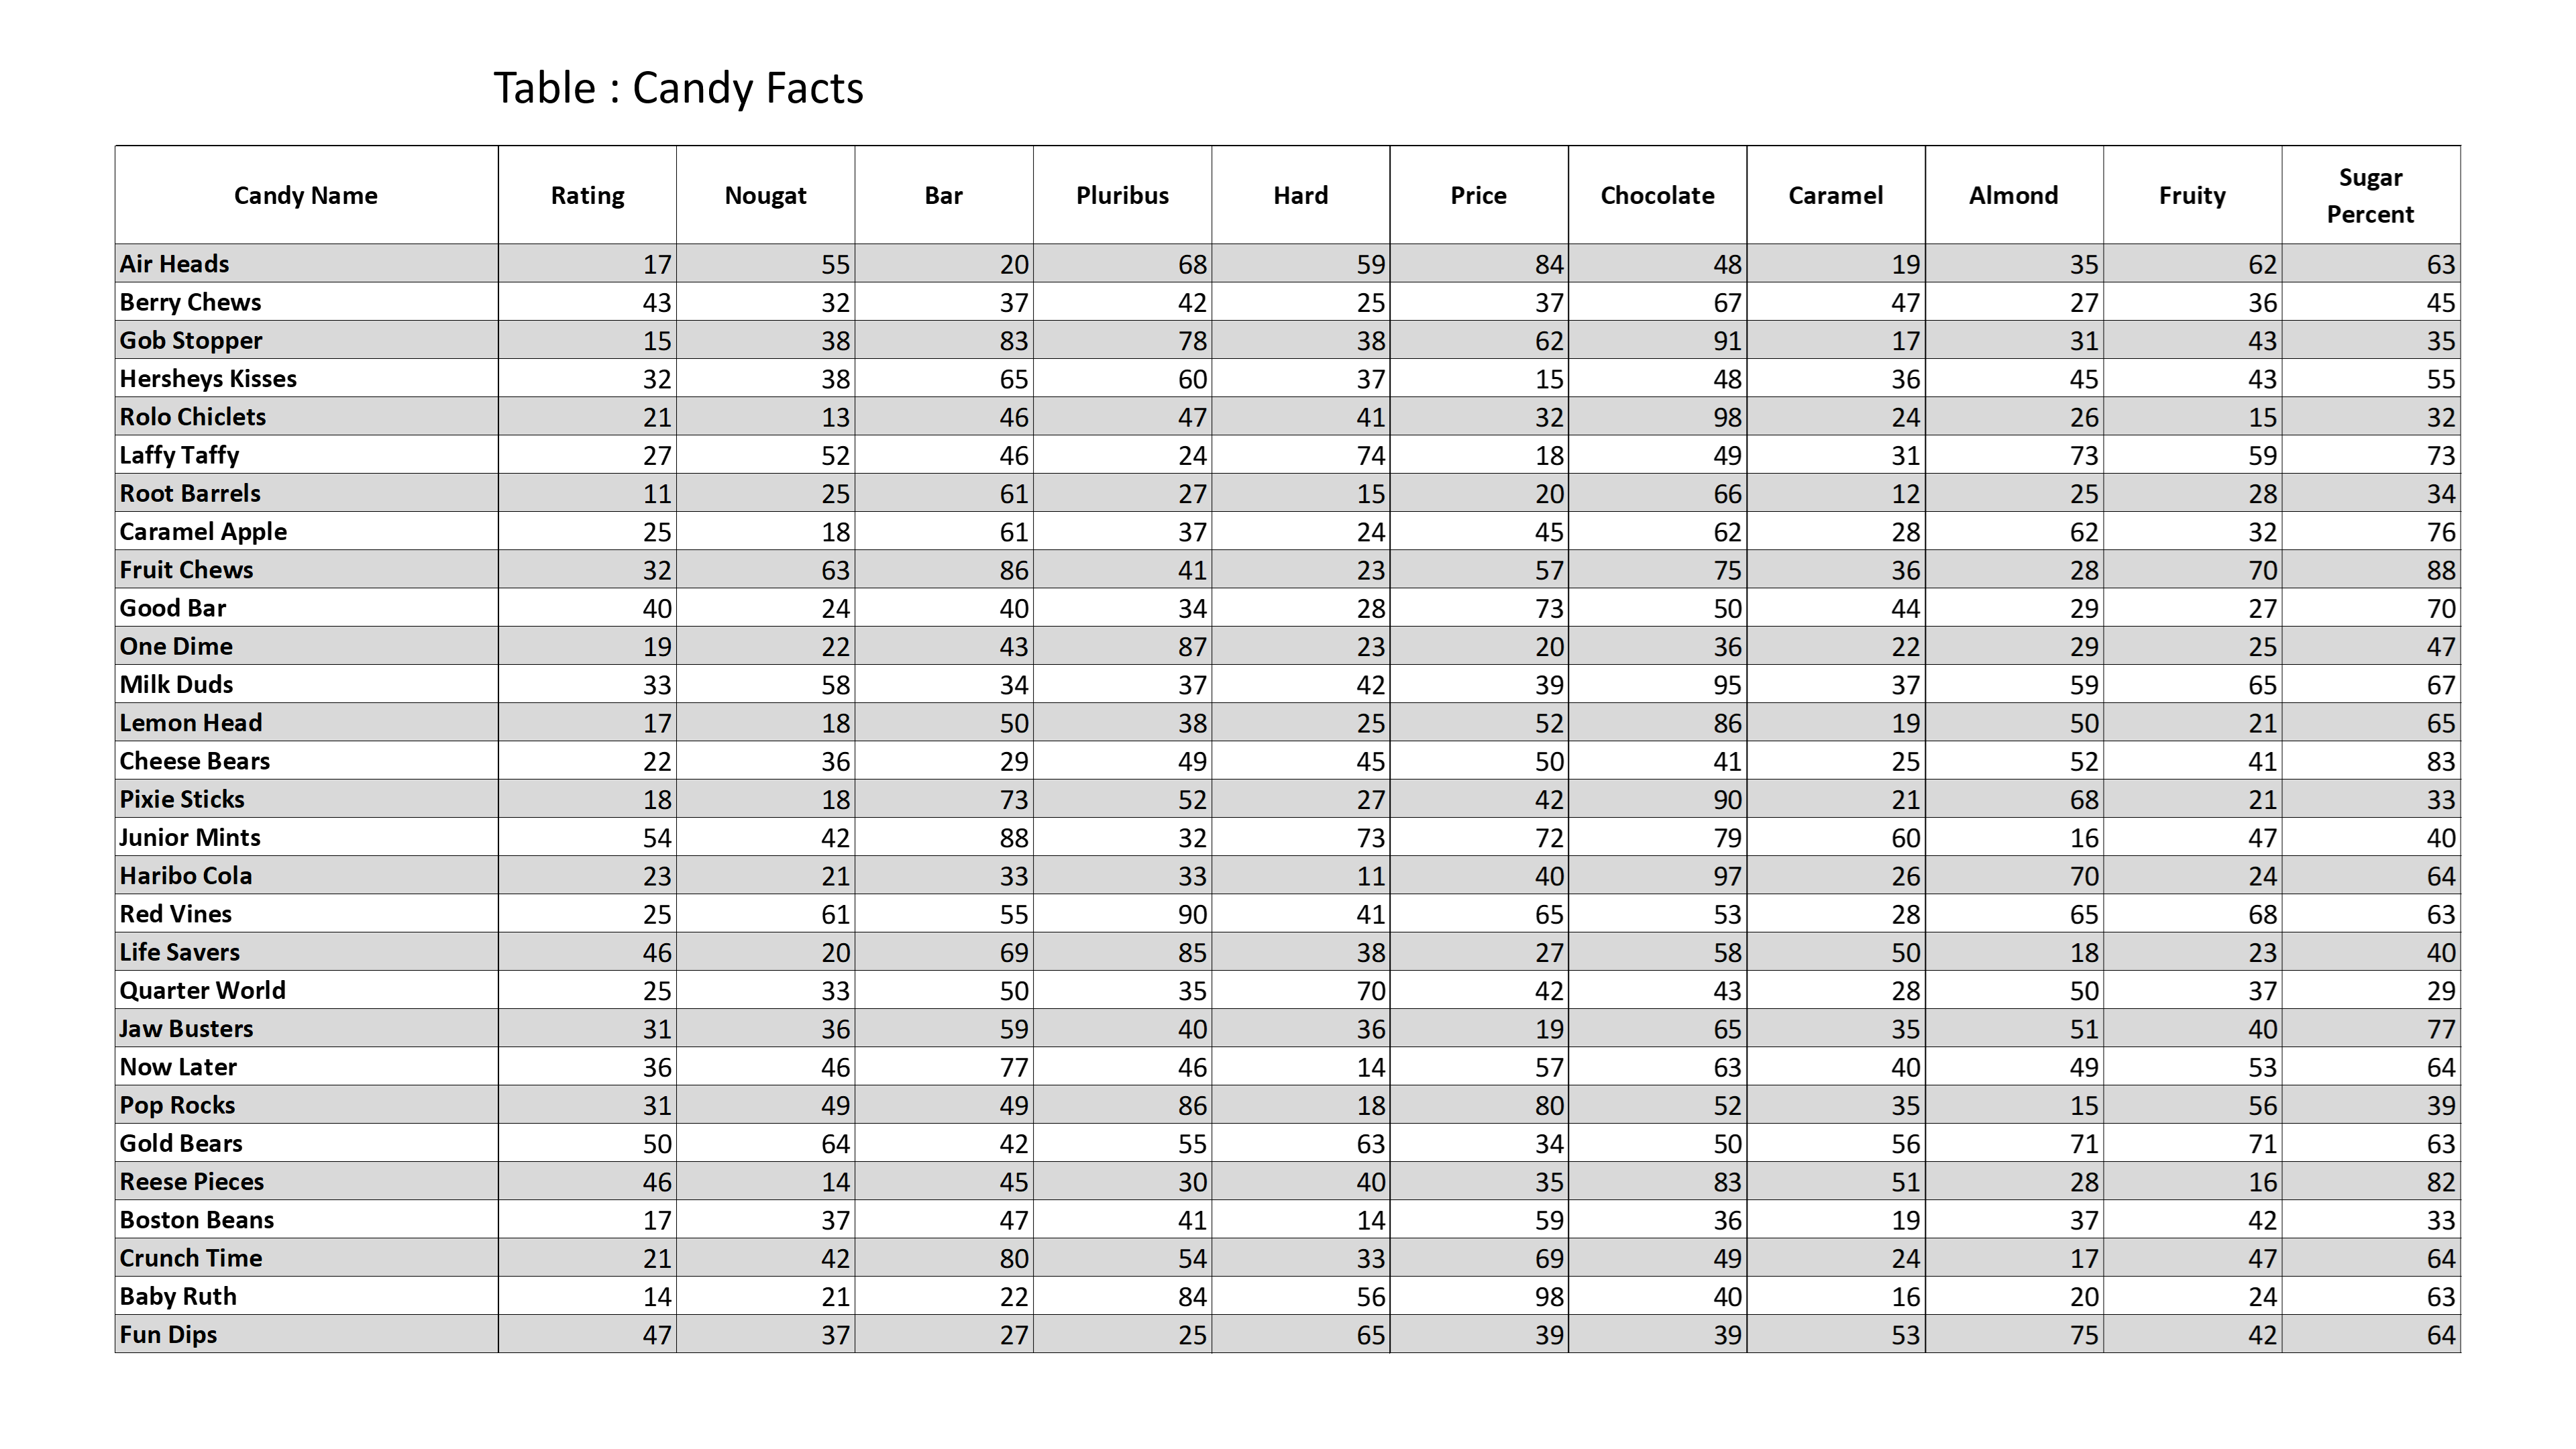 Table : Candy Facts
Candy Name Rating Nougat Bar Pluribus Hard Price Chocolate Caramel Almond Fruity Sugar Percent
Air Heads 17 55 20 68 59 84 48 19 35 62 63
Berry Chews 43 32 37 42 25 37 67 47 27 36 45
Gob Stopper 15 38 83 78 38 62 91 17 31 43 35
Hersheys Kisses 32 38 65 60 37 15 48 36 45 43 55
Rolo Chiclets 21 13 46 47 41 32 98 24 26 15 32
Laffy Taffy 27 52 46 24 74 18 49 31 73 59 73
Root Barrels 11 25 61 27 15 20 66 12 25 28 34
Caramel Apple 25 18 61 37 24 45 62 28 62 32 76
Fruit Chews 32 63 86 41 23 57 75 36 28 70 88
Good Bar 40 24 40 34 28 73 50 44 29 27 70
One Dime 19 22 43 87 23 20 36 22 29 25 47
Milk Duds 33 58 34 37 42 39 95 37 59 65 67
Lemon Head 17 18 50 38 25 52 86 19 50 21 65
Cheese Bears 22 36 29 49 45 50 41 25 52 41 83
Pixie Sticks 18 18 73 52 27 42 90 21 68 21 33
Junior Mints 54 42 88 32 73 72 79 60 16 47 40
Haribo Cola 23 21 33 33 11 40 97 26 70 24 64
Red Vines 25 61 55 90 41 65 53 28 65 68 63
Life Savers 46 20 69 85 38 27 58 50 18 23 40
Quarter World 25 33 50 35 70 42 43 28 50 37 29
Jaw Busters 31 36 59 40 36 19 65 35 51 40 77
Now Later 36 46 77 46 14 57 63 40 49 53 64
Pop Rocks 31 49 49 86 18 80 52 35 15 56 39
Gold Bears 50 64 42 55 63 34 50 56 71 71 63
Reese Pieces 46 14 45 30 40 35 83 51 28 16 82
Boston Beans 17 37 47 41 14 59 36 19 37 42 33
Crunch Time 21 42 80 54 33 69 49 24 17 47 64
Baby Ruth 14 21 22 84 56 98 40 16 20 24 63
Fun Dips 47 37 27 25 65 39 39 53 75 42 64